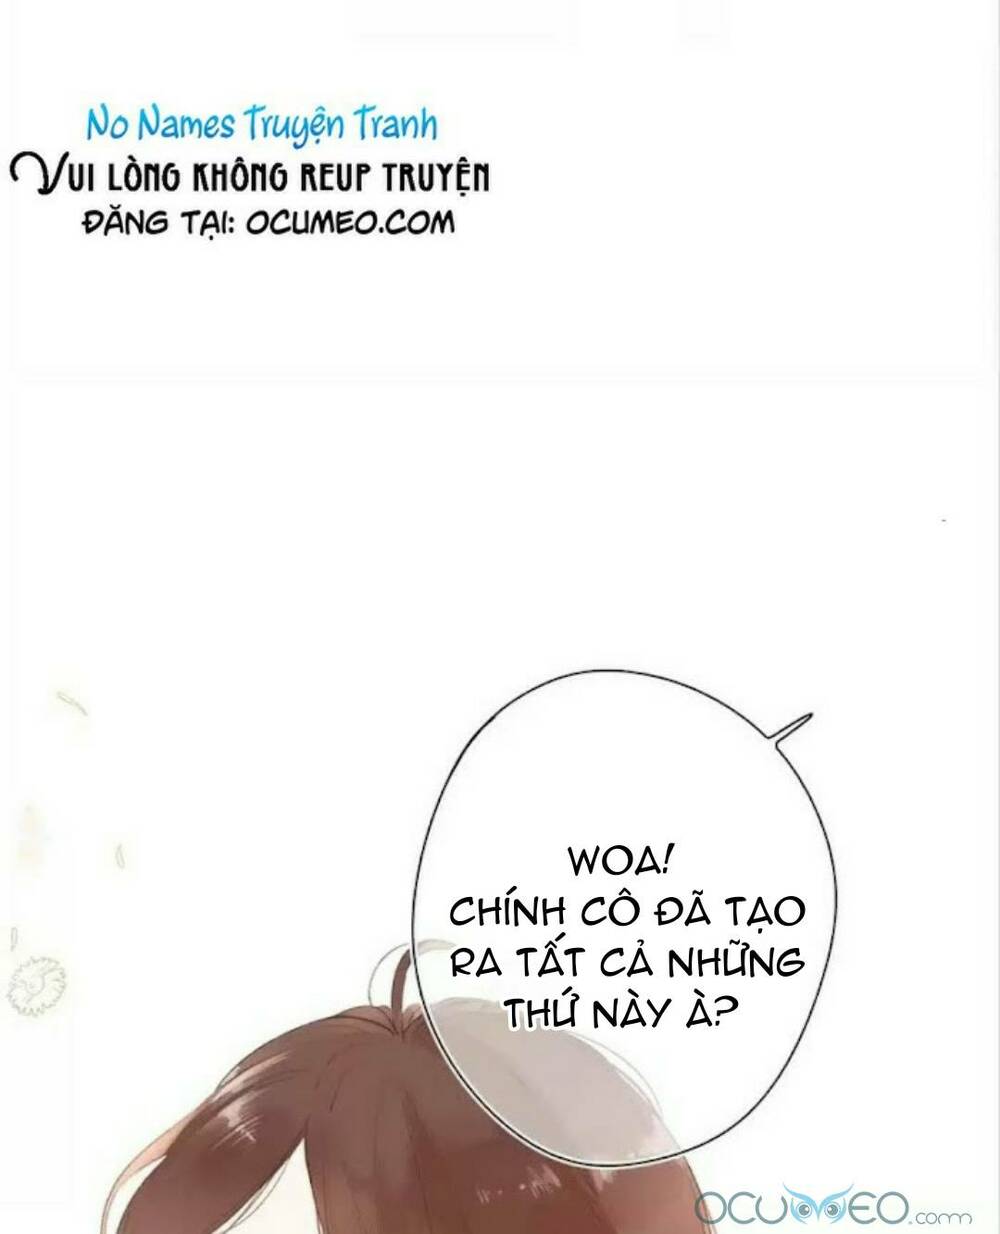 No Names Truyện Tranh
VUI LÒNG KHÔNG REUP TRUYỆN
ĐĂNG TẠI: OCUMEO.COM
WOA!
CHÍNH CÔ ĐÃ TẠO
RA TẤT CẢ NHỮNG
THỨ NÀY À?
OCUMEO.comm